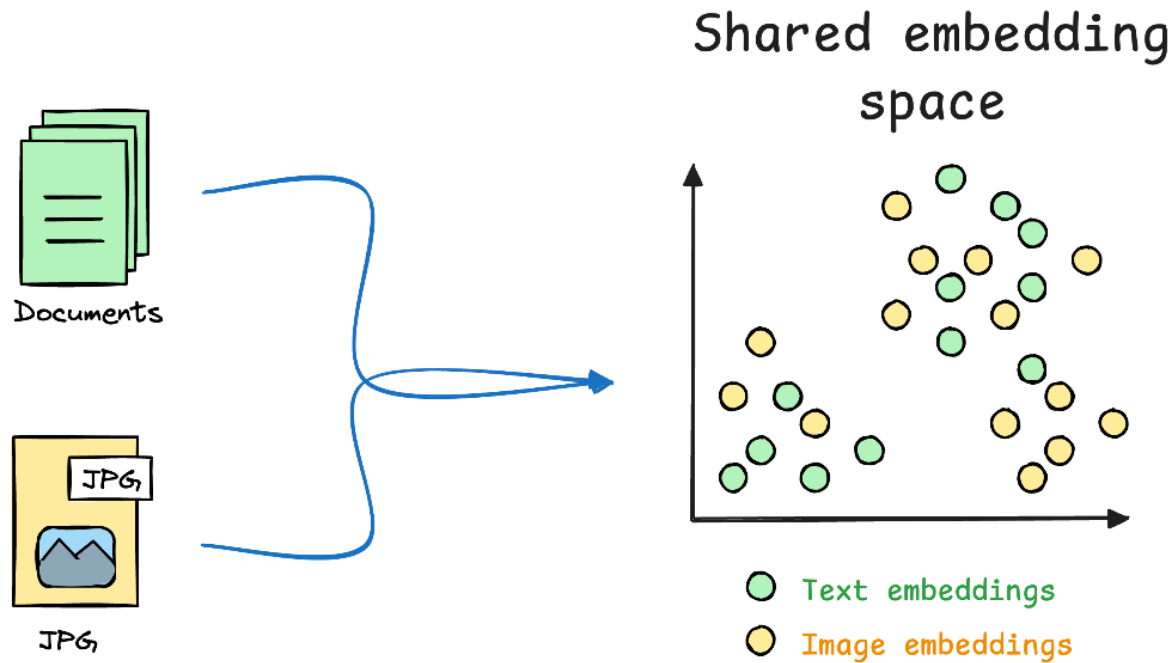 Shared embedding
space
Documents
JPG
JPG
Text embeddings
Image embeddings